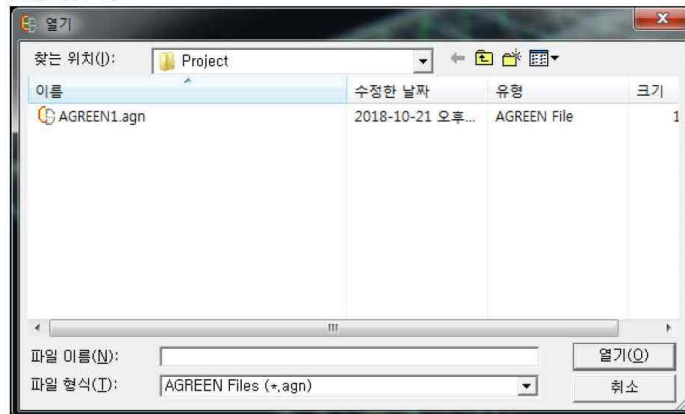 열기
찾는 위치(I): Project
이름 수정한 날짜 유형 크기
AGREEN1.agn 2018-10-21 오후... AGREEN File 1
파일 이름(N): 열기(O)
파일 형식(T): AGREEN Files (*.agn) 취소